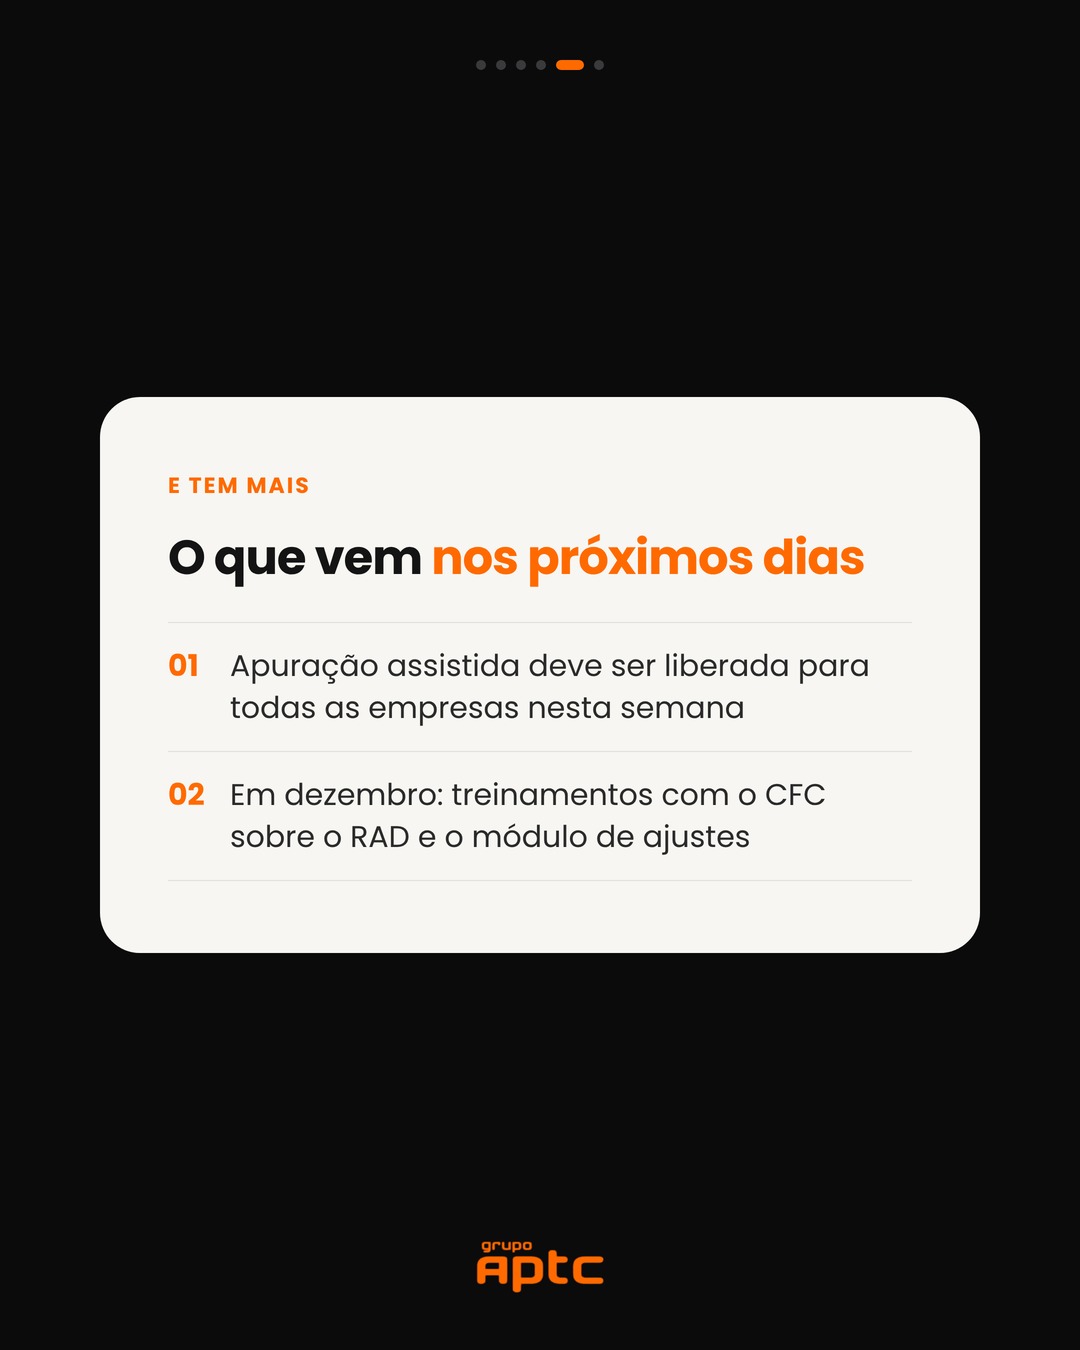 E TEM MAIS
O que vem nos próximos dias
01 Apuração assistida deve ser liberada para
todas as empresas nesta semana
02 Em dezembro: treinamentos com o CFC
sobre o RAD e o módulo de ajustes
grupo
Aptc